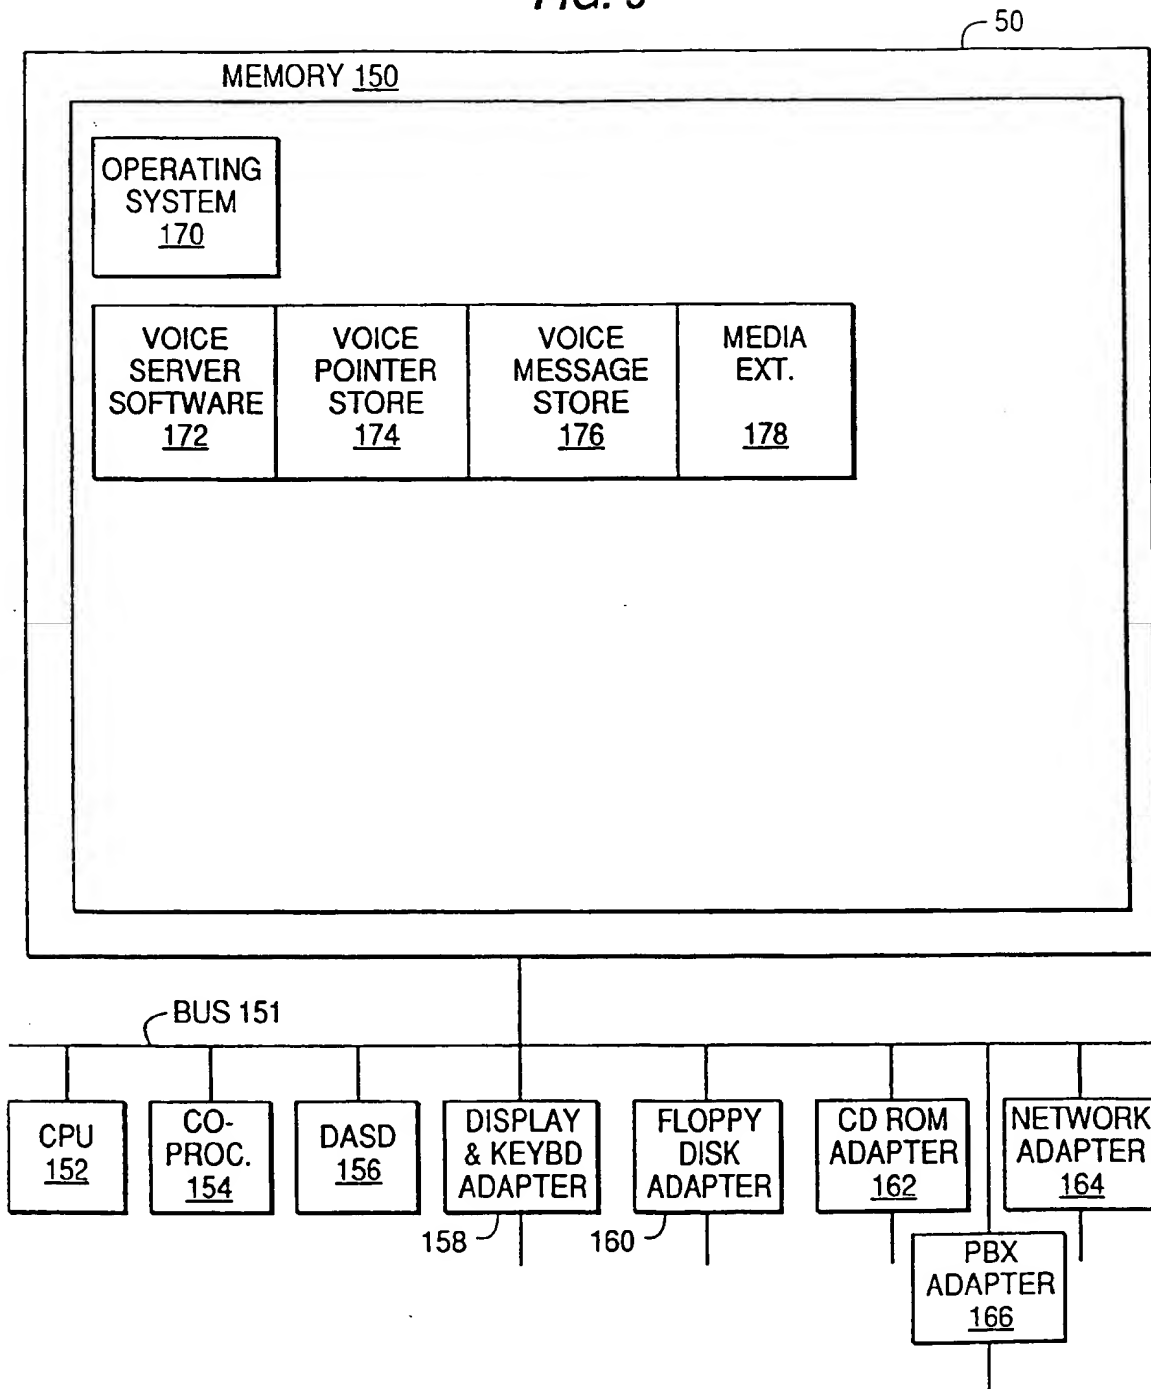 50
MEMORY 150
OPERATING
SYSTEM
170
VOICE
SERVER
SOFTWARE
172
VOICE
POINTER
STORE
174
VOICE
MESSAGE
STORE
176
MEDIA
EXT.
178
BUS 151
CPU
152
CO-
PROC.
154
DASD
156
DISPLAY
& KEYBD
ADAPTER
158
FLOPPY
DISK
ADAPTER
160
CD ROM
ADAPTER
162
NETWORK
ADAPTER
164
PBX
ADAPTER
166